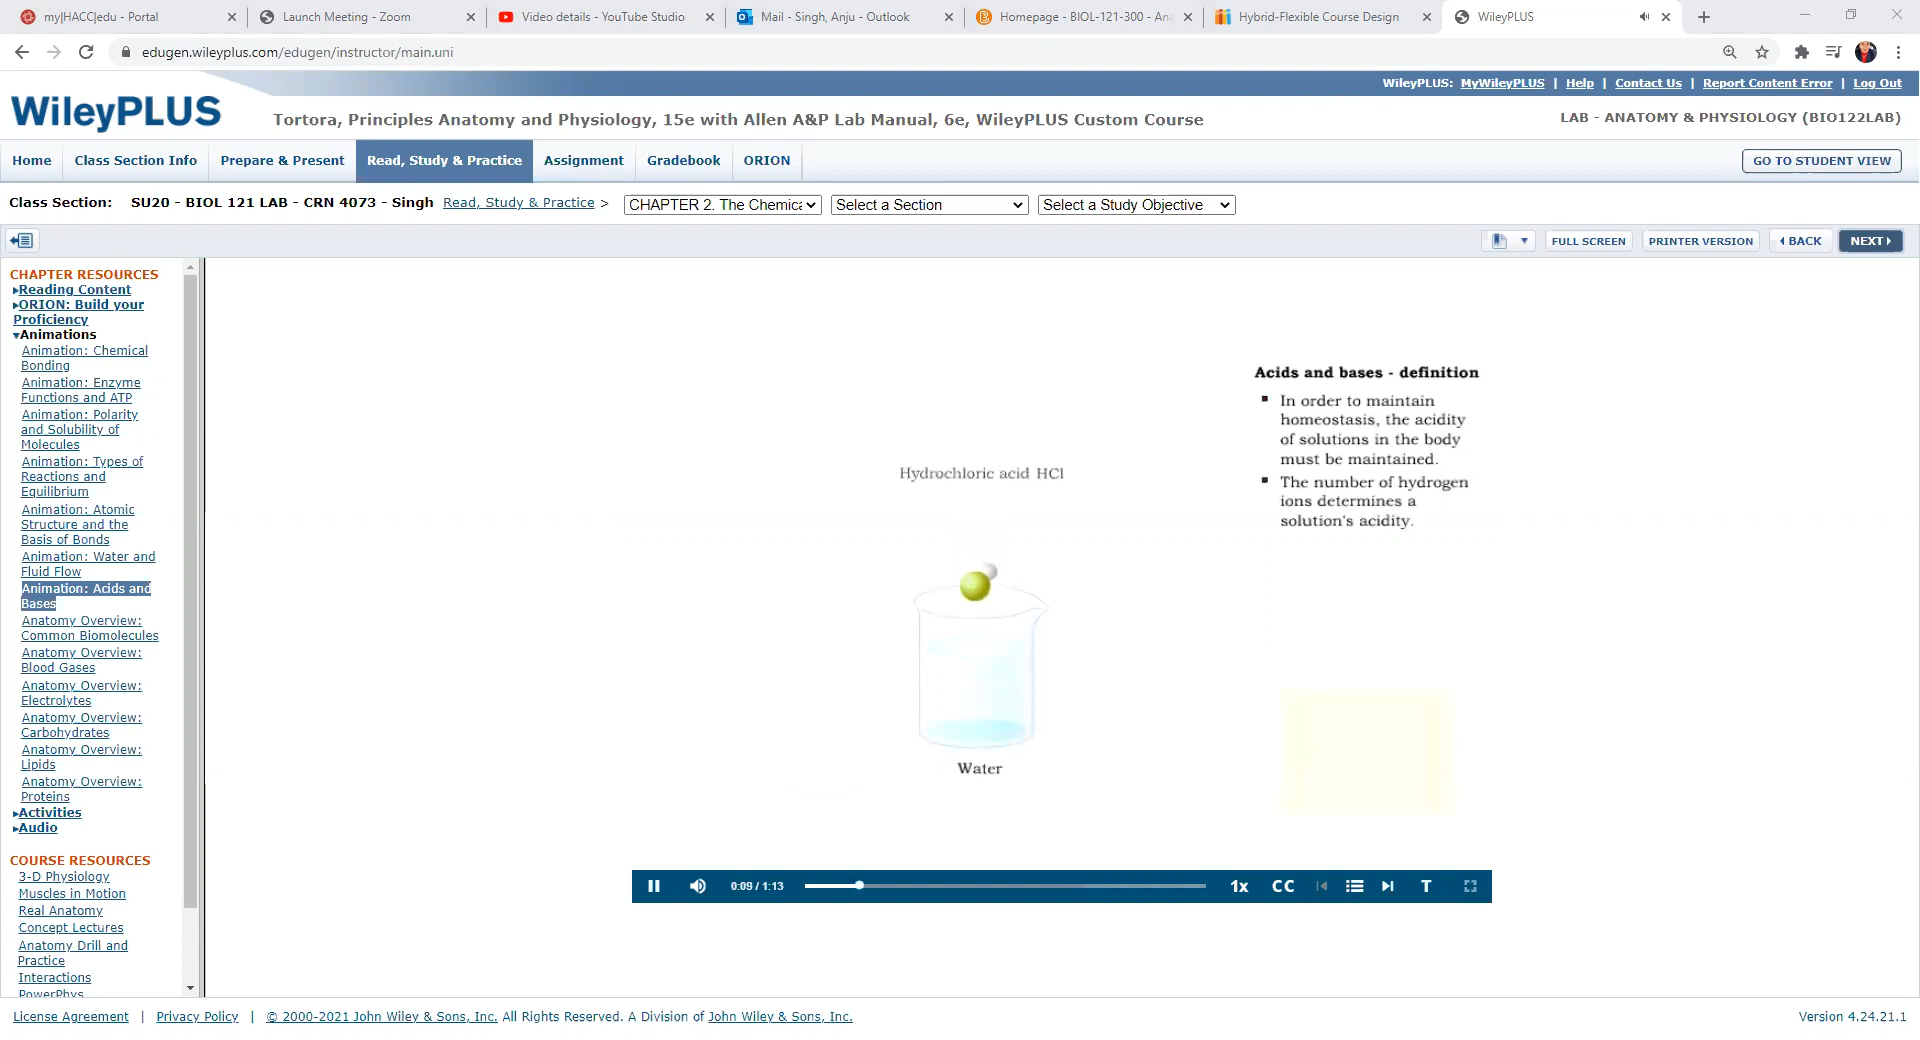 my|HACC|edu - Portal
Launch Meeting - Zoom
Video details - YouTube Studio
Mail - Singh, Anju - Outlook
Homepage - BIOL-121-300 - An
Hybrid-Flexible Course Design
WileyPLUS
edugen.wileyplus.com/edugen/instructor/main.uni
WileyPLUS: MyWileyPLUS | Help | Contact Us | Report Content Error | Log Out
WileyPLUS
Tortora, Principles Anatomy and Physiology, 15e with Allen A&P Lab Manual, 6e, WileyPLUS Custom Course
LAB - ANATOMY & PHYSIOLOGY (BIO122LAB)
Home
Class Section Info
Prepare & Present
Read, Study & Practice
Assignment
Gradebook
ORION
GO TO STUDENT VIEW
Class Section: SU20 - BIOL 121 LAB - CRN 4073 - Singh Read, Study & Practice >
CHAPTER 2. The Chemica
Select a Section
Select a Study Objective
FULL SCREEN
PRINTER VERSION
BACK
NEXT
CHAPTER RESOURCES
Reading Content
ORION: Build your
Proficiency
Animations
Animation: Chemical
Bonding
Animation: Enzyme
Functions and ATP
Animation: Polarity
and Solubility of
Molecules
Animation: Types of
Reactions and
Equilibrium
Animation: Atomic
Structure and the
Basis of Bonds
Animation: Water and
Fluid Flow
Animation: Acids and
Bases
Anatomy Overview:
Common Biomolecules
Anatomy Overview:
Blood Gases
Anatomy Overview:
Electrolytes
Anatomy Overview:
Carbohydrates
Anatomy Overview:
Lipids
Anatomy Overview:
Proteins
Activities
Audio
COURSE RESOURCES
3-D Physiology
Muscles in Motion
Real Anatomy
Concept Lectures
Anatomy Drill and
Practice
Interactions
PowerPhys
Hydrochloric acid HCl
Water
Acids and bases - definition
In order to maintain
homeostasis, the acidity
of solutions in the body
must be maintained.
The number of hydrogen
ions determines a
solution's acidity.
0:09 / 1:13
1x
CC
T
License Agreement | Privacy Policy | © 2000-2021 John Wiley & Sons, Inc. All Rights Reserved. A Division of John Wiley & Sons, Inc.
Version 4.24.21.1